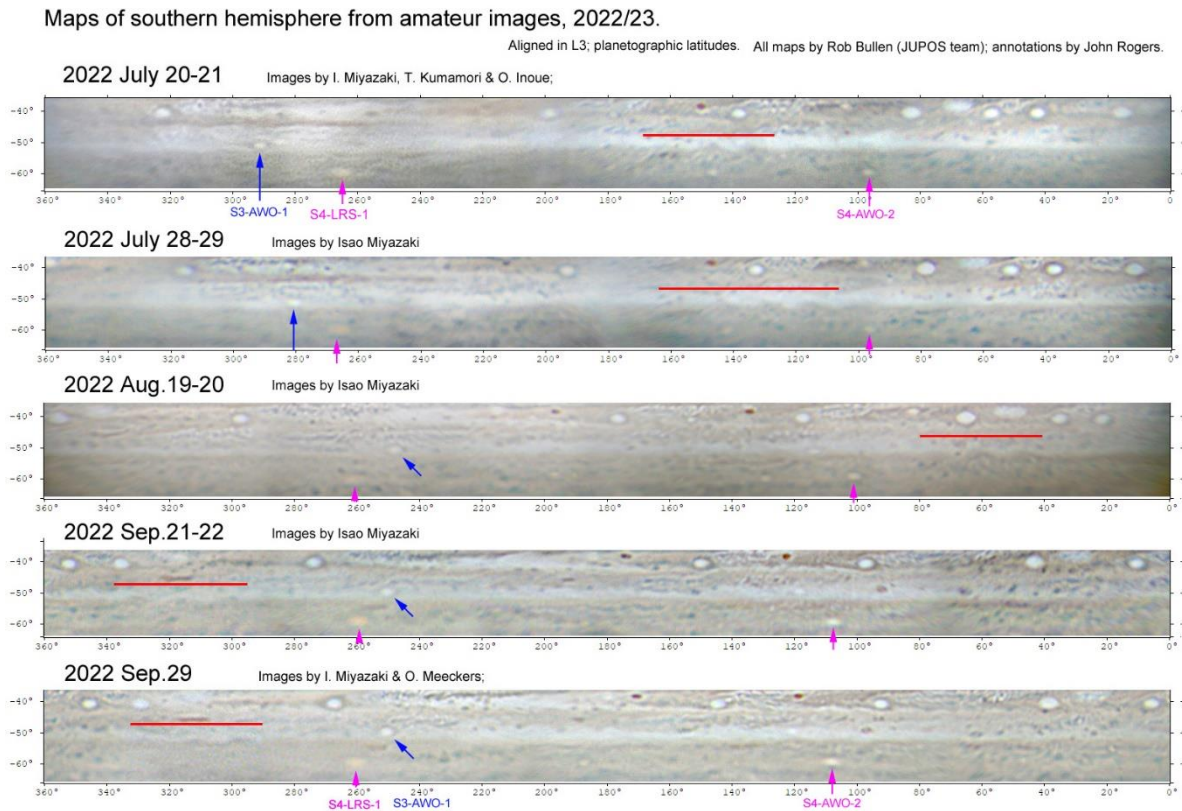 Maps of southern hemisphere from amateur images, 2022/23.
Aligned in L3; planetographic latitudes. All maps by Rob Bullen (JUPOS team); annotations by John Rogers.
2022 July 20-21 Images by I. Miyazaki, T. Kumamori & O. Inoue;
-40°
-50°
-60°
360° 340° 320° 300° 280° 260° 240° 220° 200° 180° 160° 140° 120° 100° 80° 60° 40° 20° 0°
S3-AWO-1 S4-LRS-1 S4-AWO-2
2022 July 28-29 Images by Isao Miyazaki
-40°
-50°
-60°
360° 340° 320° 300° 280° 260° 240° 220° 200° 180° 160° 140° 120° 100° 80° 60° 40° 20° 0°
2022 Aug.19-20 Images by Isao Miyazaki
-40°
-50°
-60°
360° 340° 320° 300° 280° 260° 240° 220° 200° 180° 160° 140° 120° 100° 80° 60° 40° 20° 0°
2022 Sep.21-22 Images by Isao Miyazaki
-40°
-50°
-60°
360° 340° 320° 300° 280° 260° 240° 220° 200° 180° 160° 140° 120° 100° 80° 60° 40° 20° 0°
2022 Sep.29 Images by I. Miyazaki & O. Meeckers;
-40°
-50°
-60°
360° 340° 320° 300° 280° 260° 240° 220° 200° 180° 160° 140° 120° 100° 80° 60° 40° 20° 0°
S4-LRS-1 S3-AWO-1 S4-AWO-2